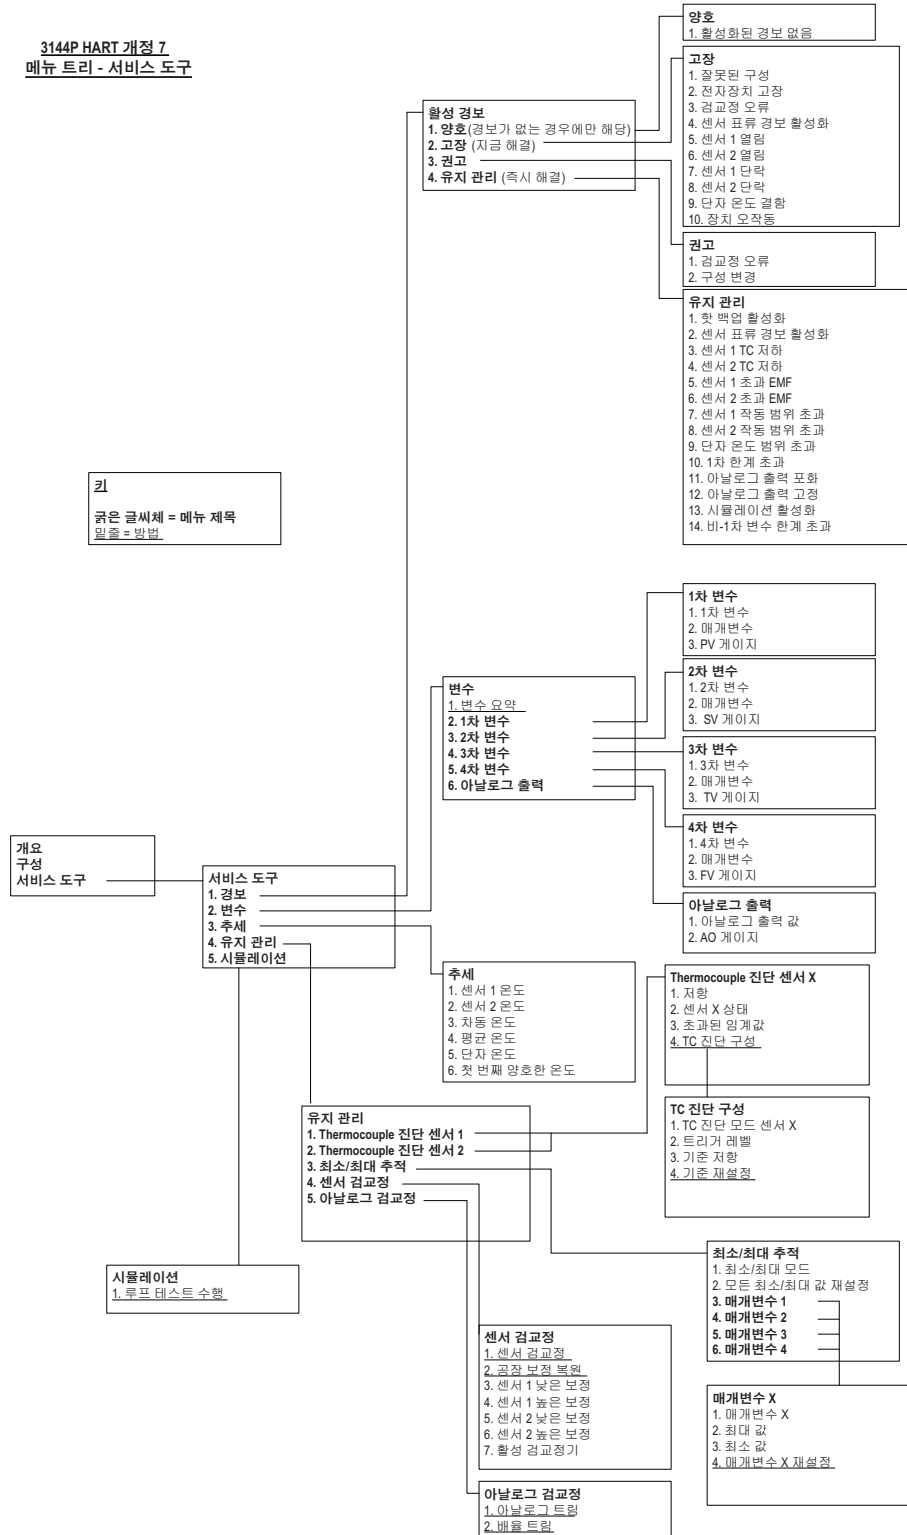 3144P HART 개정 7
메뉴 트리 - 서비스 도구
양호
1. 활성화된 경보 없음
고장
1. 잘못된 구성
2. 전자장치 고장
3. 검교정 오류
4. 센서 표류 경보 활성화
5. 센서 1 열림
6. 센서 2 열림
7. 센서 1 단락
8. 센서 2 단락
9. 단자 온도 결함
10. 장치 오작동
활성 경보
1. 양호(경보가 없는 경우에만 해당)
2. 고장 (지금 해결)
3. 권고
4. 유지 관리 (즉시 해결)
권고
1. 검교정 오류
2. 구성 변경
유지 관리
1. 핫 백업 활성화
2. 센서 표류 경보 활성화
3. 센서 1 TC 저하
4. 센서 2 TC 저하
5. 센서 1 초과 EMF
6. 센서 2 초과 EMF
7. 센서 1 작동 범위 초과
8. 센서 2 작동 범위 초과
9. 단자 온도 범위 초과
10. 1차 한계 초과
11. 아날로그 출력 포화
12. 아날로그 출력 고정
13. 시뮬레이션 활성화
14. 비-1차 변수 한계 초과
키
굵은 글씨체 = 메뉴 제목
밑줄 = 방법
1차 변수
1. 1차 변수
2. 매개변수
3. PV 게이지
2차 변수
1. 2차 변수
2. 매개변수
3. SV 게이지
변수
1. 변수 요약
2. 1차 변수
3. 2차 변수
4. 3차 변수
5. 4차 변수
6. 아날로그 출력
3차 변수
1. 3차 변수
2. 매개변수
3. TV 게이지
4차 변수
1. 4차 변수
2. 매개변수
3. FV 게이지
개요
구성
서비스 도구
서비스 도구
1. 경보
2. 변수
3. 추세
4. 유지 관리
5. 시뮬레이션
아날로그 출력
1. 아날로그 출력 값
2. AO 게이지
추세
1. 센서 1 온도
2. 센서 2 온도
3. 차동 온도
4. 평균 온도
5. 단자 온도
6. 첫 번째 양호한 온도
Thermocouple 진단 센서 X
1. 저항
2. 센서 X 상태
3. 초과된 임계값
4. TC 진단 구성
TC 진단 구성
1. TC 진단 모드 센서 X
2. 트리거 레벨
3. 기준 저항
4. 기준 재설정
유지 관리
1. Thermocouple 진단 센서 1
2. Thermocouple 진단 센서 2
3. 최소/최대 추적
4. 센서 검교정
5. 아날로그 검교정
최소/최대 추적
1. 최소/최대 모드
2. 모든 최소/최대 값 재설정
3. 매개변수 1
4. 매개변수 2
5. 매개변수 3
6. 매개변수 4
시뮬레이션
1. 루프 테스트 수행
센서 검교정
1. 센서 검교정
2. 공장 보정 복원
3. 센서 1 낮은 보정
4. 센서 1 높은 보정
5. 센서 2 낮은 보정
6. 센서 2 높은 보정
7. 활성 검교정기
매개변수 X
1. 매개변수 X
2. 최대 값
3. 최소 값
4. 매개변수 X 재설정
아날로그 검교정
1. 아날로그 트림
2. 배율 트림